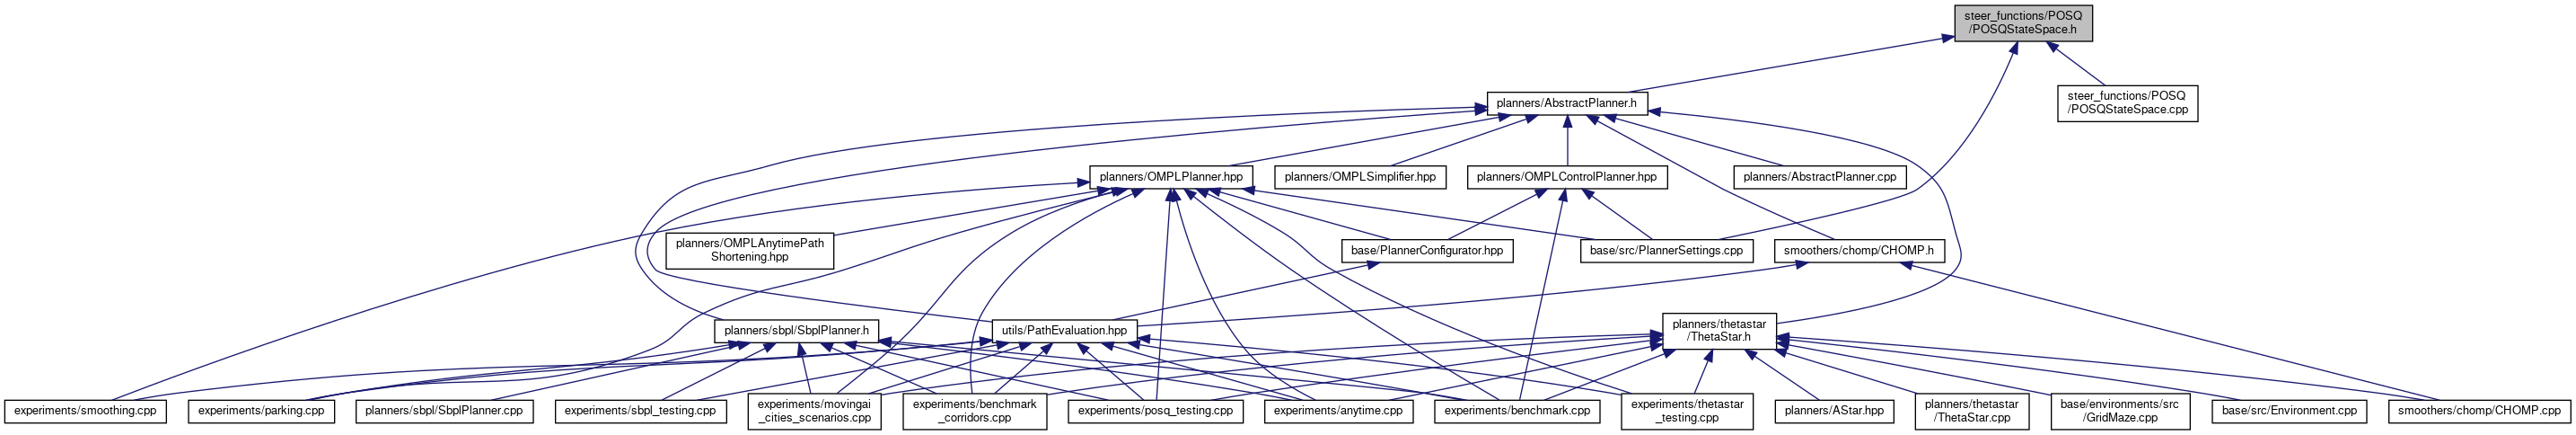 steer_functions/POSQ
/POSQStateSpace.h
planners/AbstractPlanner.h
steer_functions/POSQ
/POSQStateSpace.cpp
planners/OMPLPlanner.hpp
planners/OMPLSimplifier.hpp
planners/OMPLControlPlanner.hpp
planners/AbstractPlanner.cpp
planners/OMPLAnytimePath
Shortening.hpp
base/PlannerConfigurator.hpp
base/src/PlannerSettings.cpp
smoothers/chomp/CHOMP.h
planners/sbpl/SbplPlanner.h
utils/PathEvaluation.hpp
planners/thetastar
/ThetaStar.h
experiments/smoothing.cpp
experiments/parking.cpp
planners/sbpl/SbplPlanner.cpp
experiments/sbpl_testing.cpp
experiments/movingai
_cities_scenarios.cpp
experiments/benchmark
_corridors.cpp
experiments/posq_testing.cpp
experiments/anytime.cpp
experiments/benchmark.cpp
experiments/thetastar
_testing.cpp
planners/AStar.hpp
planners/thetastar
/ThetaStar.cpp
base/environments/src
/GridMaze.cpp
base/src/Environment.cpp
smoothers/chomp/CHOMP.cpp